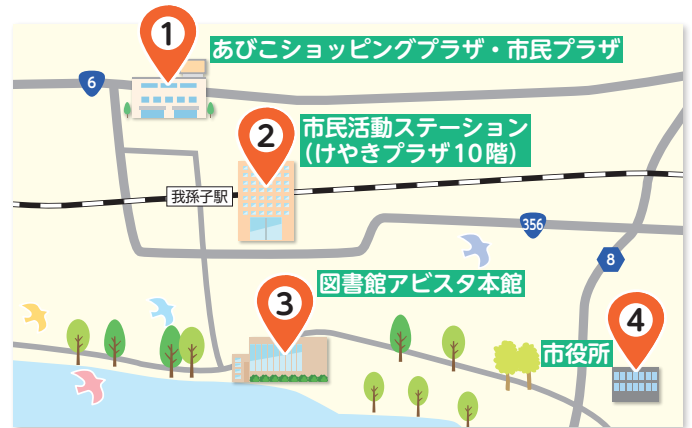 1
あびこショッピングプラザ・市民プラザ
6
2
市民活動ステーション
(けやきプラザ10階)
我孫子駅
356
8
3
図書館アビスタ本館
4
市役所